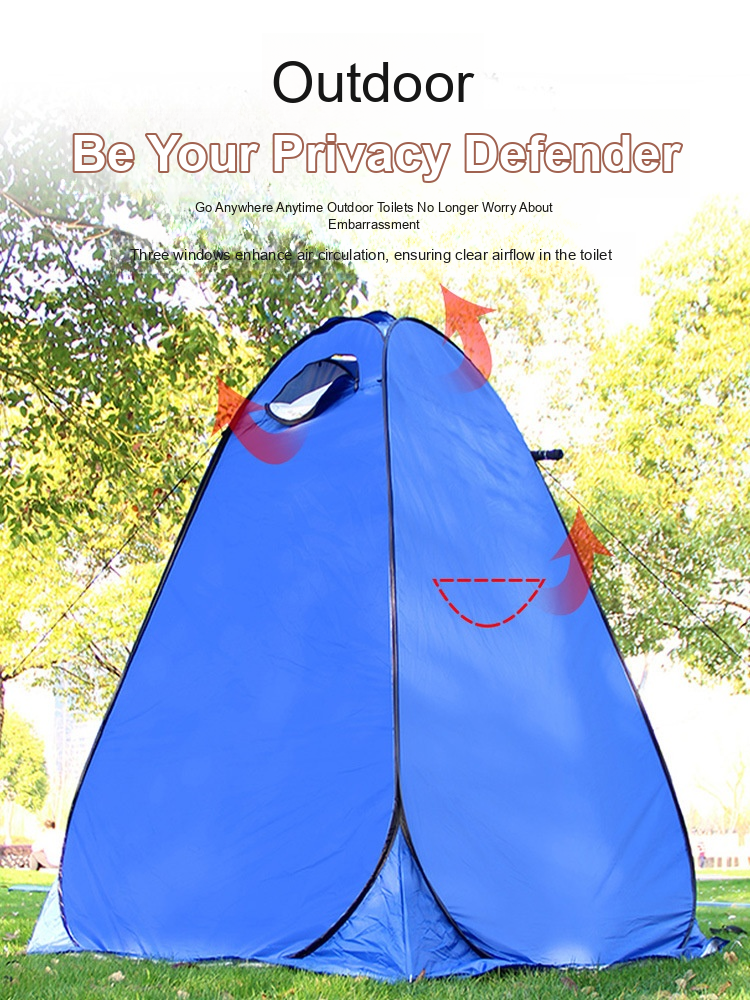 Outdoor
Be Your Privacy Defender
Go Anywhere Anytime Outdoor Toilets No Longer Worry About
Embarrassment
Three windows enhance air circulation, ensuring clear airflow in the toilet